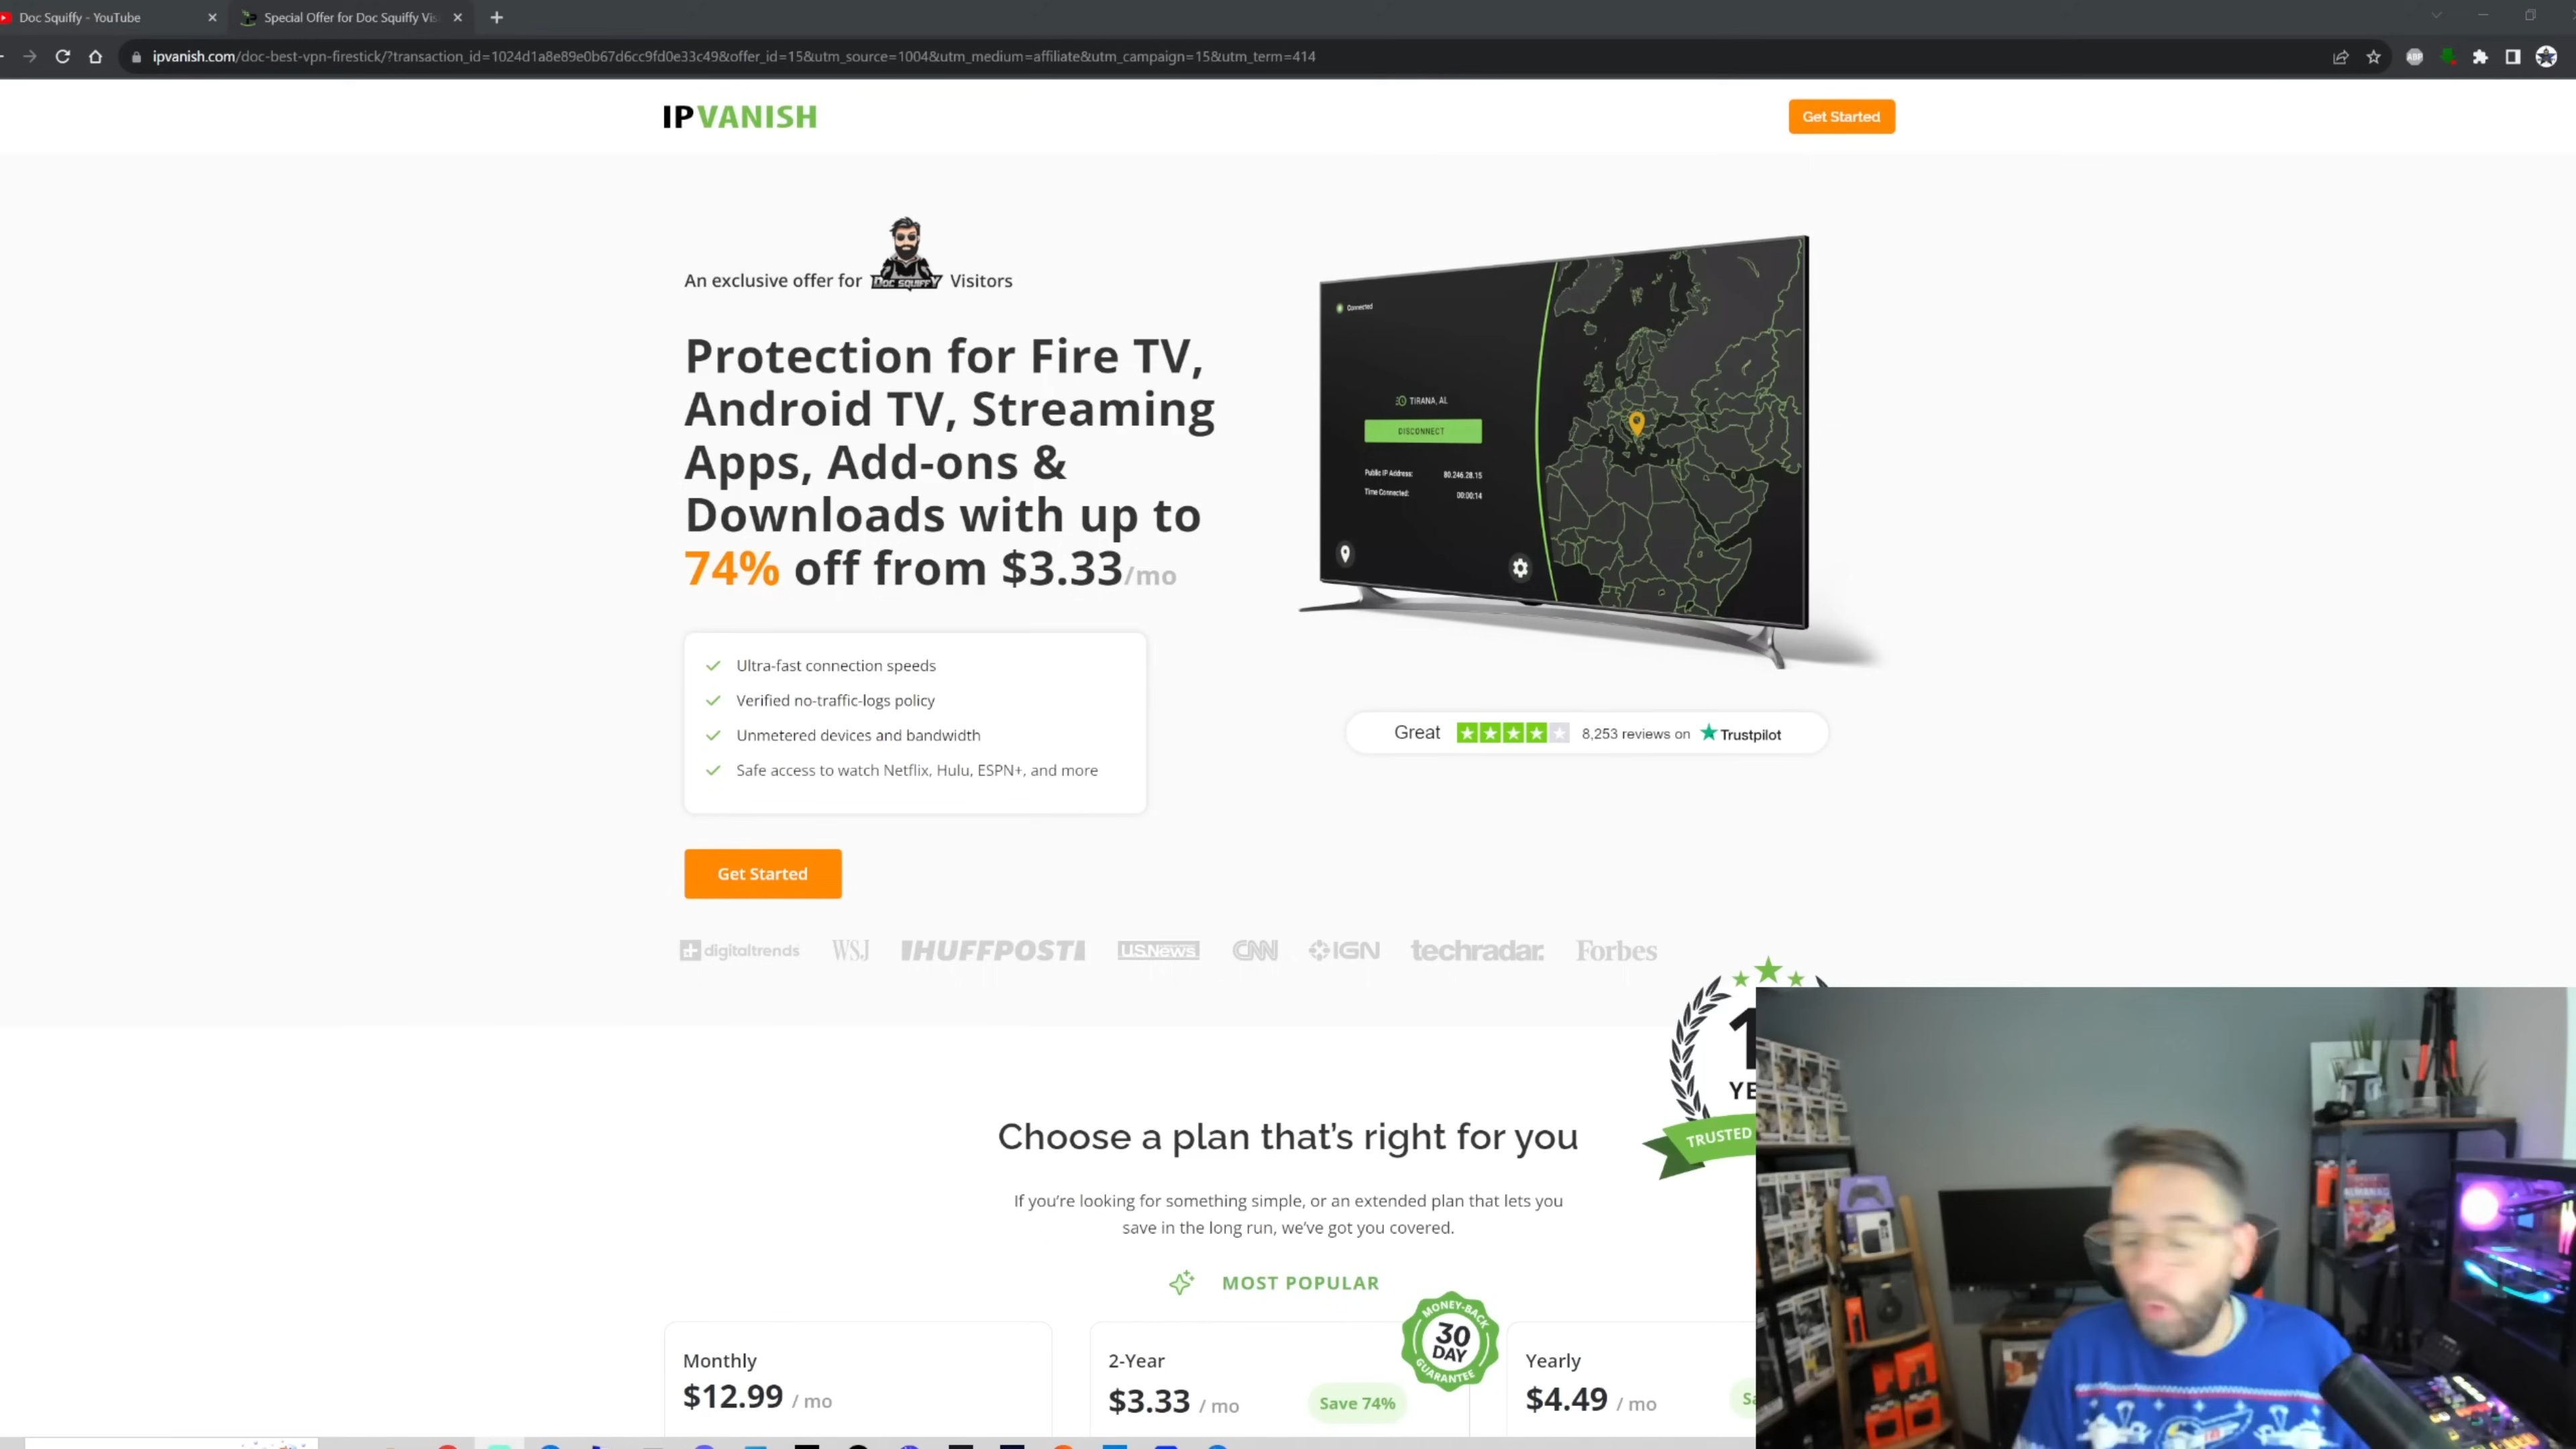 Doc Squiffy - YouTube
Special Offer for Doc Squiffy Vis
ipvanish.com/doc-best-vpn-firestick/?transaction_id=1024d1a8e89e0b67d6cc9fd0e33c49&offer_id=15&utm_source=1004&utm_medium=affiliate&utm_campaign=15&utm_term=414
ABP
IPVANISH
Get Started
An exclusive offer for DOC SQUIFFY Visitors
Protection for Fire TV,
Android TV, Streaming
Apps, Add-ons &
Downloads with up to
74% off from $3.33/mo
Connected
TIRANA, AL
DISCONNECT
Public IP Address: 80.246.28.15
Time Connected: 00:00:14
Ultra-fast connection speeds
Verified no-traffic-logs policy
Unmetered devices and bandwidth
Safe access to watch Netflix, Hulu, ESPN+, and more
Great 8,253 reviews on Trustpilot
Get Started
digitaltrends WSJ HUFFPOST U.S.News CNN IGN techradar. Forbes
1
YE
TRUSTED
Choose a plan that's right for you
If you're looking for something simple, or an extended plan that lets you
save in the long run, we've got you covered.
MOST POPULAR
MONEY-BACK
30
DAY
GUARANTEE
Monthly
$12.99 / mo
2-Year
$3.33 / mo
Save 74%
Yearly
$4.49 / mo
Sa